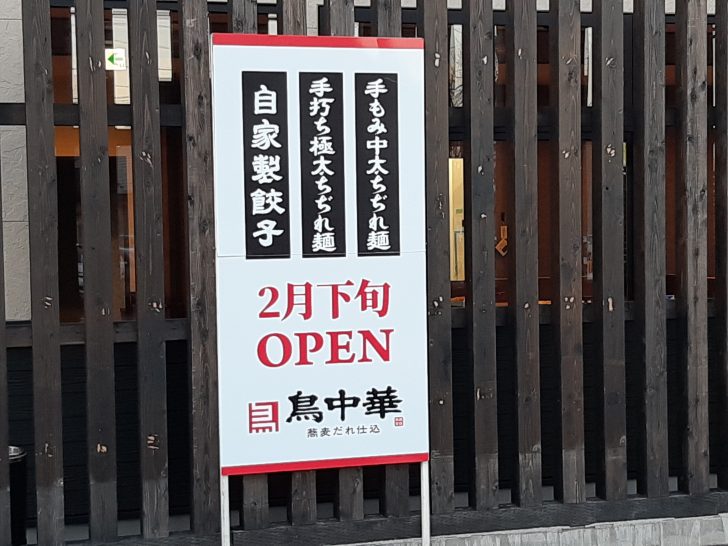 手もみ中太ちぢれ麺
手打ち極太ちぢれ麺
自家製餃子
2月下旬
OPEN
鳥中華
蕎麦だれ仕込